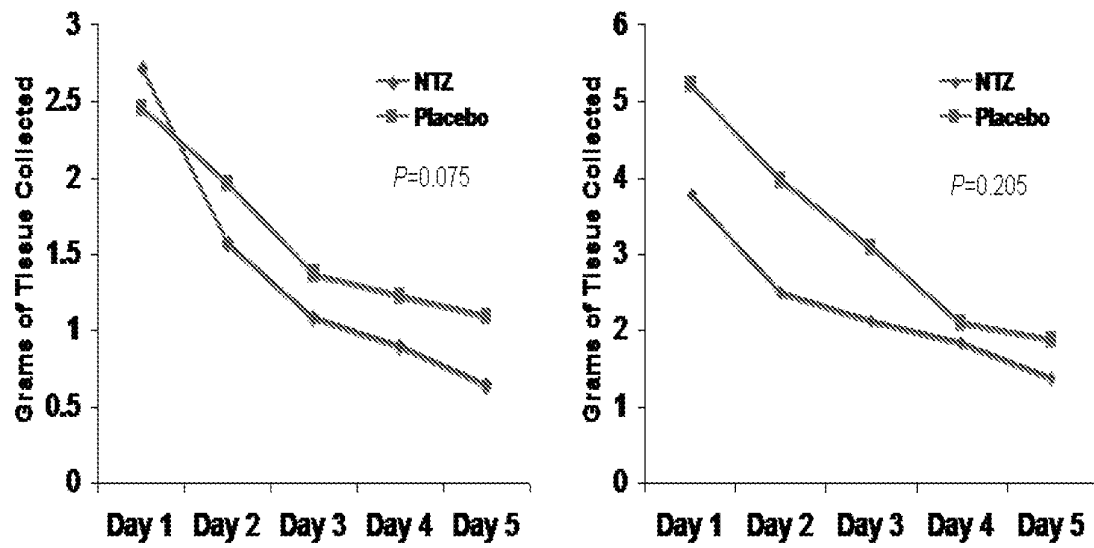 Grams of Tissue Collected
3
2.5
2
1.5
1
0.5
0
NTZ
Placebo
P=0.075
Day 1 Day 2 Day 3 Day 4 Day 5
Grams of Tissue Collected
6
5
4
3
2
1
0
NTZ
Placebo
P=0.205
Day 1 Day 2 Day 3 Day 4 Day 5